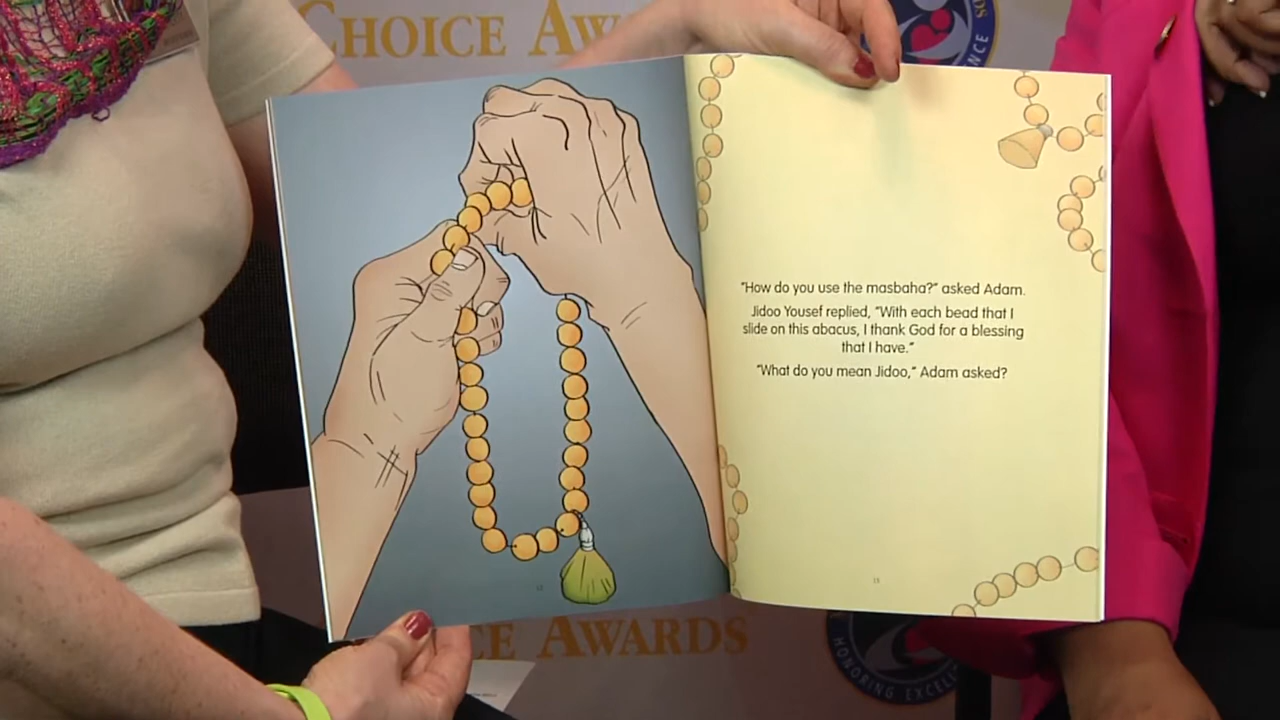 CHOICE AW
"How do you use the masbaha?" asked Adam.
Jidoo Yousef replied, "With each bead that I
slide on this abacus, I thank God for a blessing
that I have."
"What do you mean Jidoo," Adam asked?
13
CE AWARDS
HONORING EXCELL